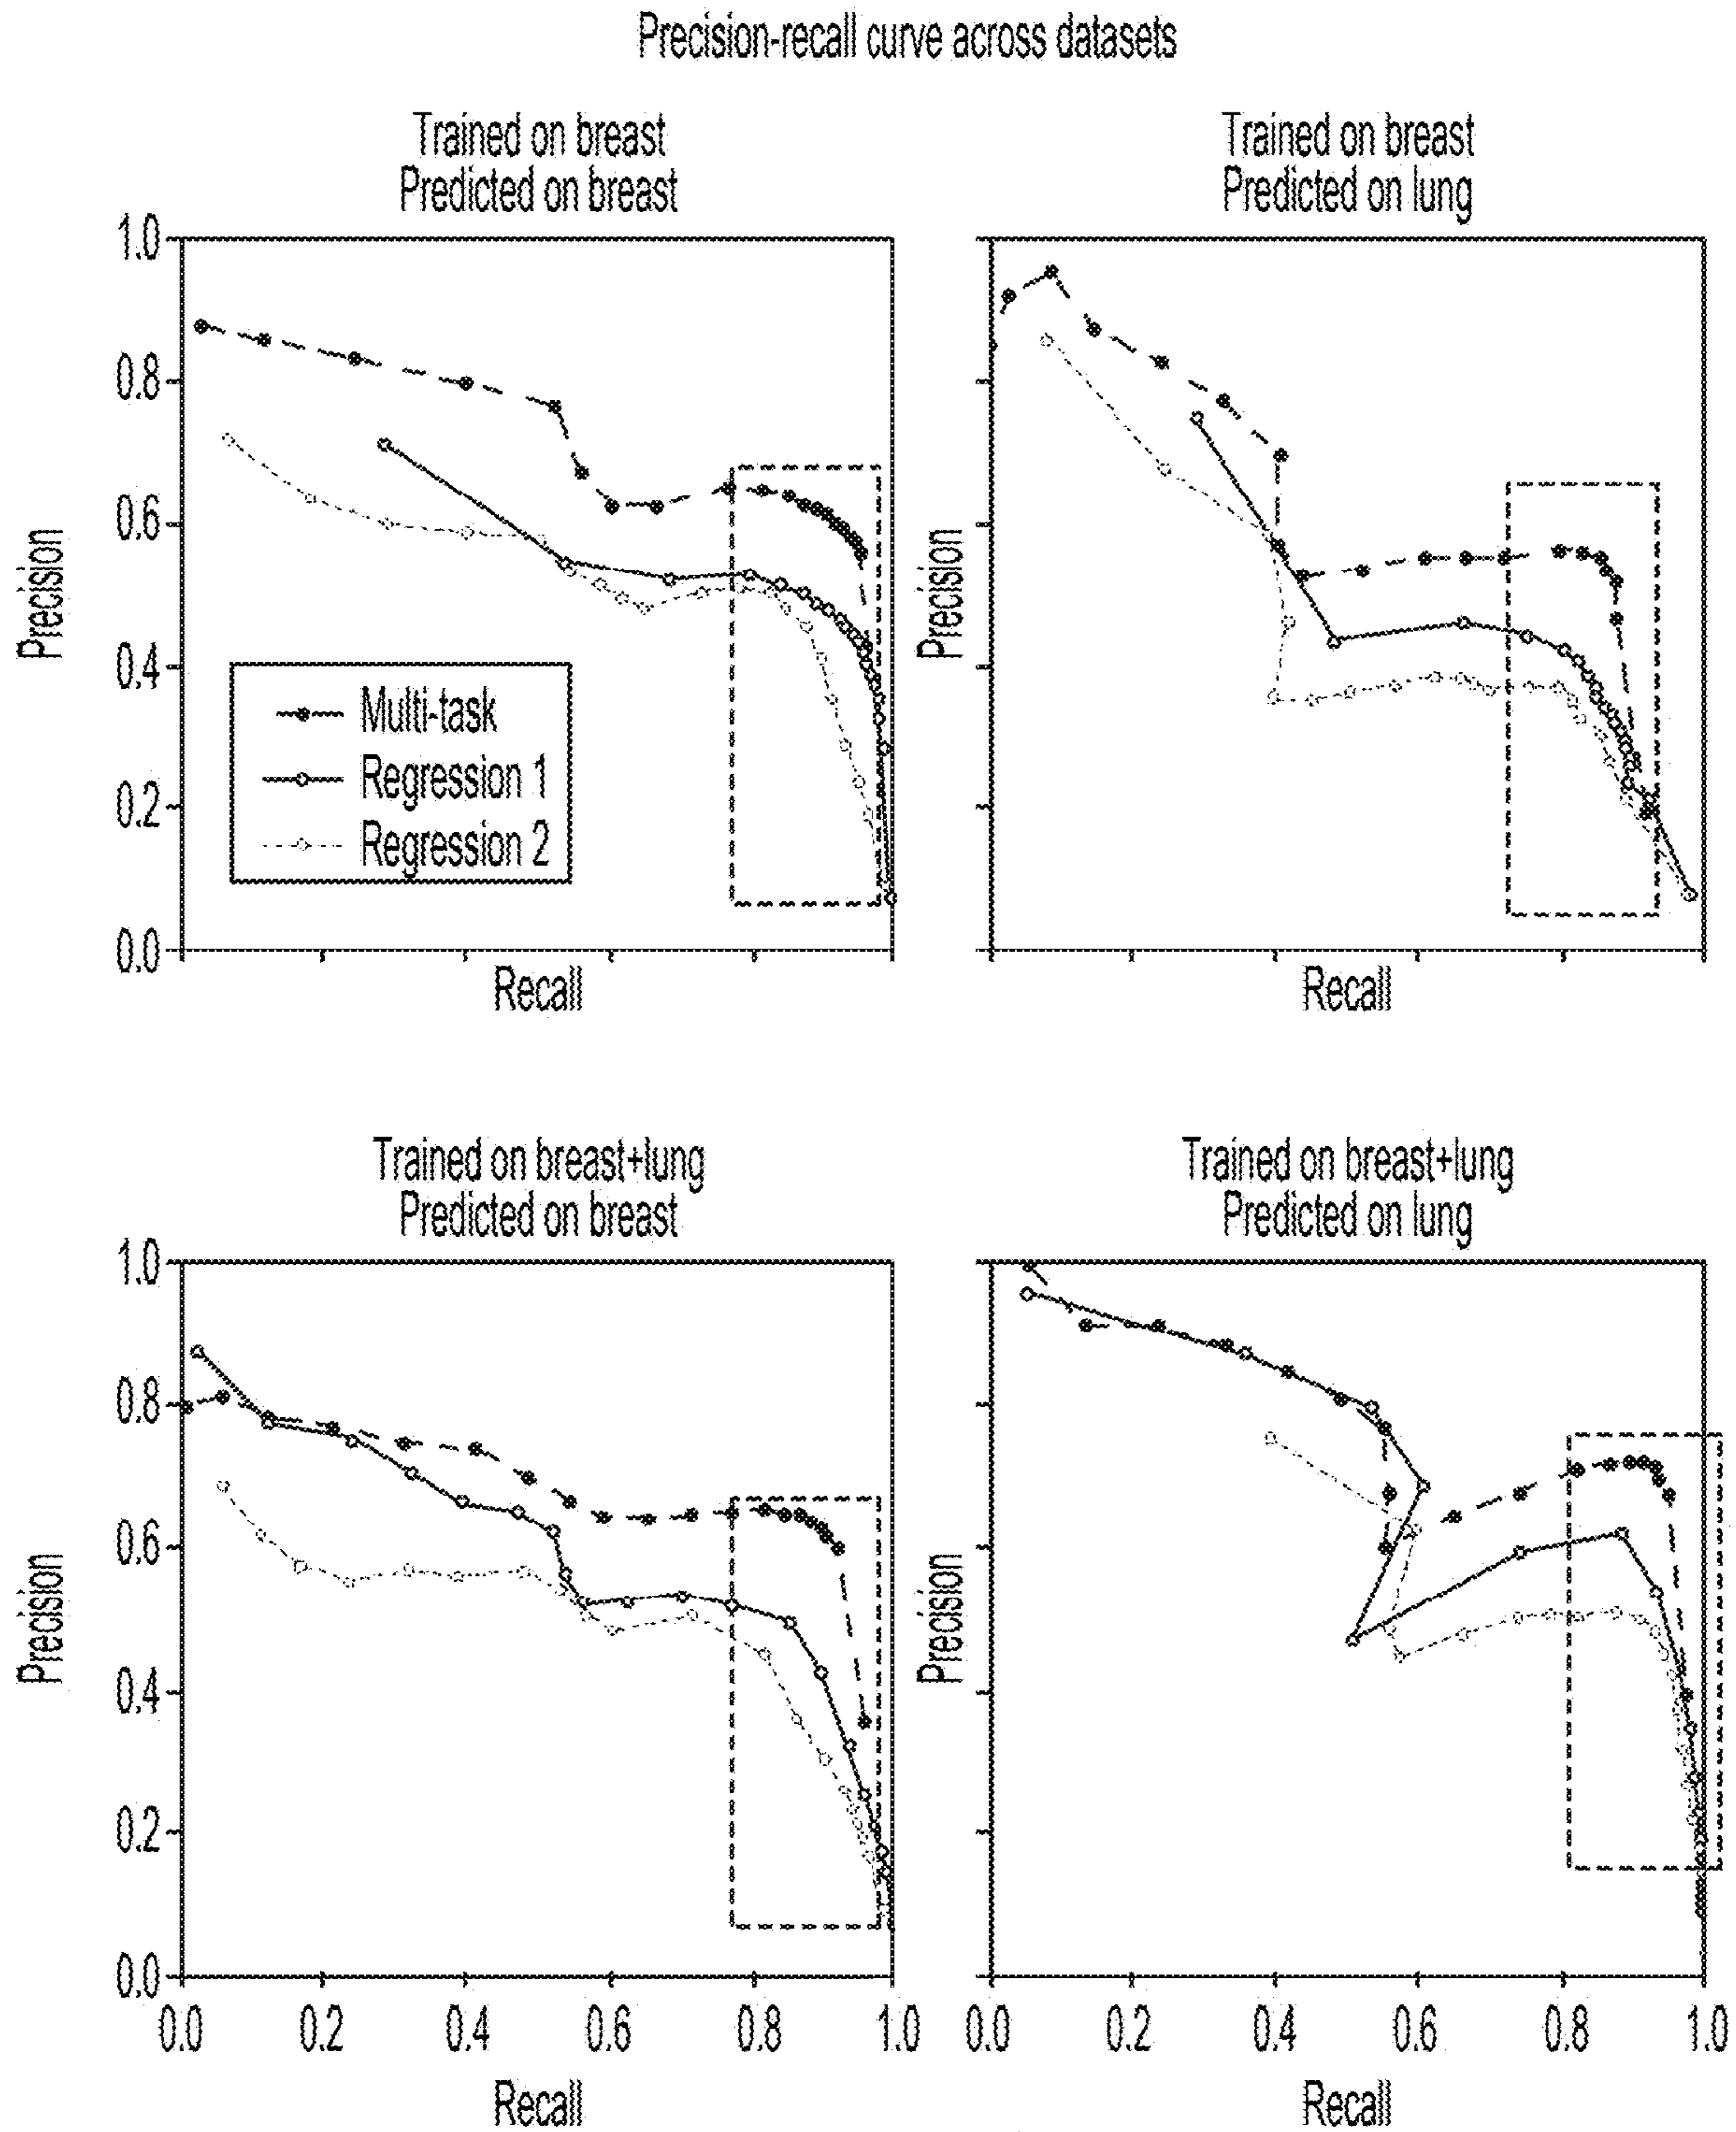 Precision-recall curve across datasets
Trained on breast
Predicted on breast
Trained on breast
Predicted on lung
1.0
0.8
0.6
0.4
0.2
0.0
Precision
Multi-task
Regression 1
Regression 2
Recall
Precision
Recall
Trained on breast+lung
Predicted on breast
Trained on breast+lung
Predicted on lung
1.0
0.8
0.6
0.4
0.2
0.0
Precision
0.0 0.2 0.4 0.6 0.8 1.0
Recall
Precision
0.0 0.2 0.4 0.6 0.8 1.0
Recall